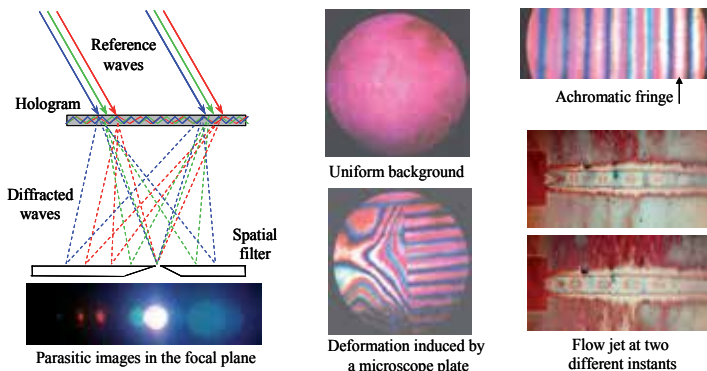 Reference
waves
Hologram
Diffracted
waves
Spatial
filter
Parasitic images in the focal plane
Uniform background
Deformation induced by
a microscope plate
Achromatic fringe
Flow jet at two
different instants